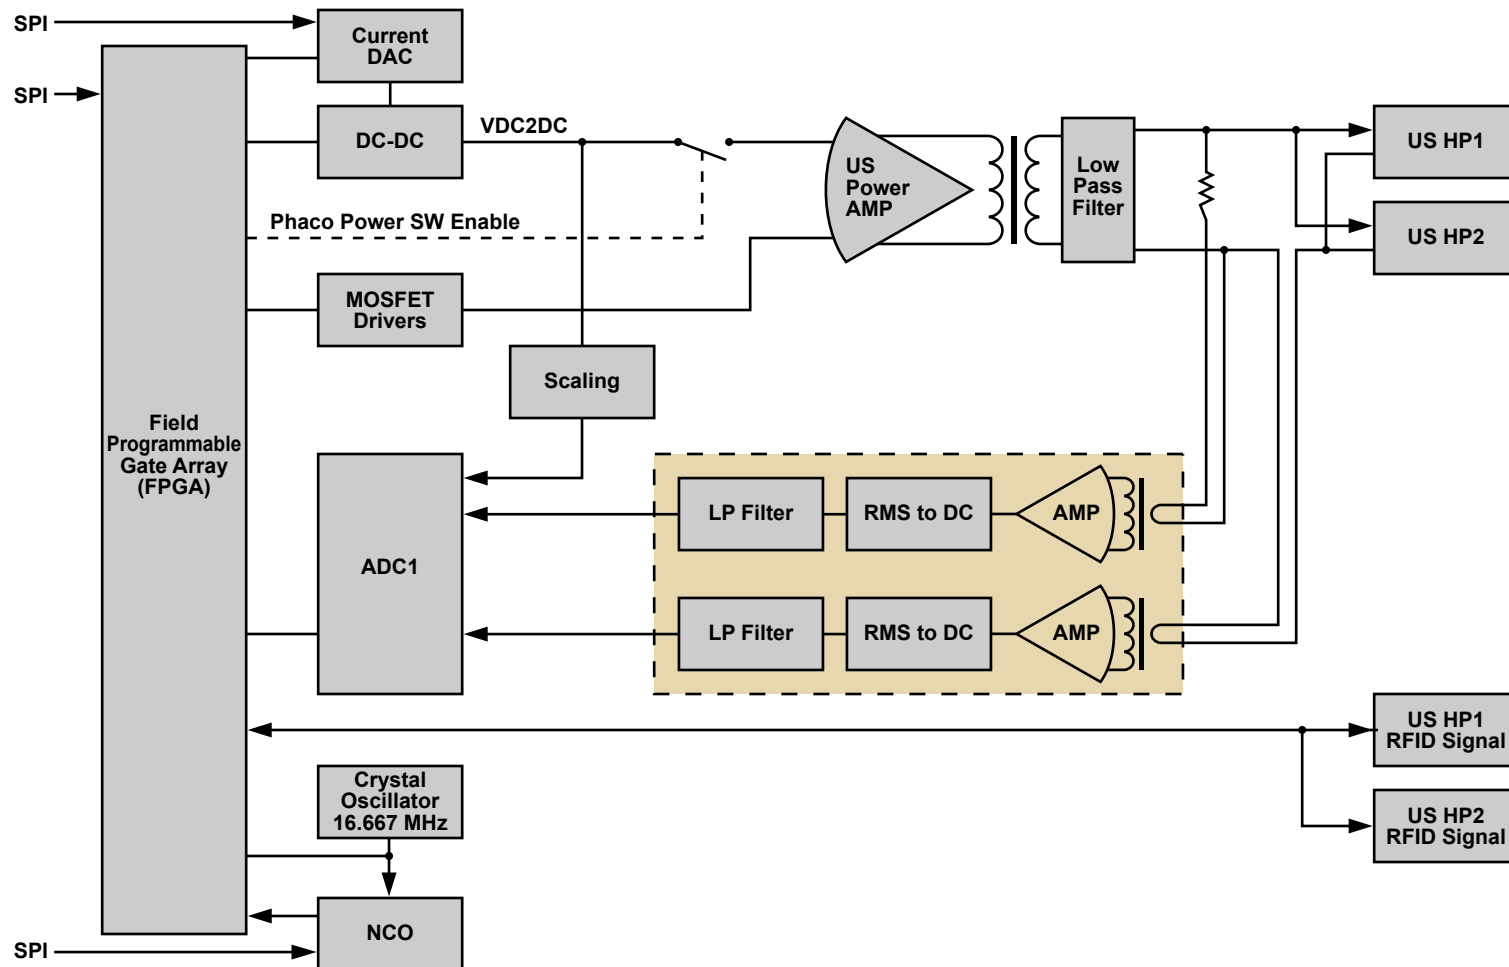 SPI
Current
DAC
SPI
DC-DC
VDC2DC
US
Power
AMP
Low
Pass
Filter
US HP1
US HP2
Phaco Power SW Enable
MOSFET
Drivers
Scaling
Field
Programmable
Gate Array
(FPGA)
ADC1
LP Filter
RMS to DC
AMP
LP Filter
RMS to DC
AMP
US HP1
RFID Signal
Crystal
Oscillator
16.667 MHz
US HP2
RFID Signal
NCO
SPI